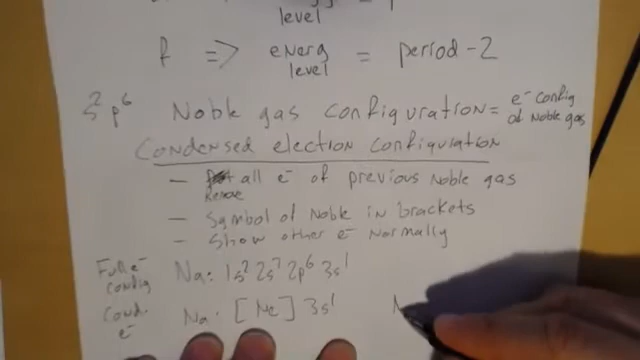 level
f => energ = period - 2
level
s² p⁶ Noble gas configuration = e⁻ config
of Noble gas
Condensed election configuration
- all e⁻ of previous Noble gas
Remove
- Symbol of Noble in brackets
- Show other e⁻ Normally
Full e⁻ Na: 1s² 2s² 2p⁶ 3s¹
config
Cond. Na: [Ne] 3s¹ N
e⁻